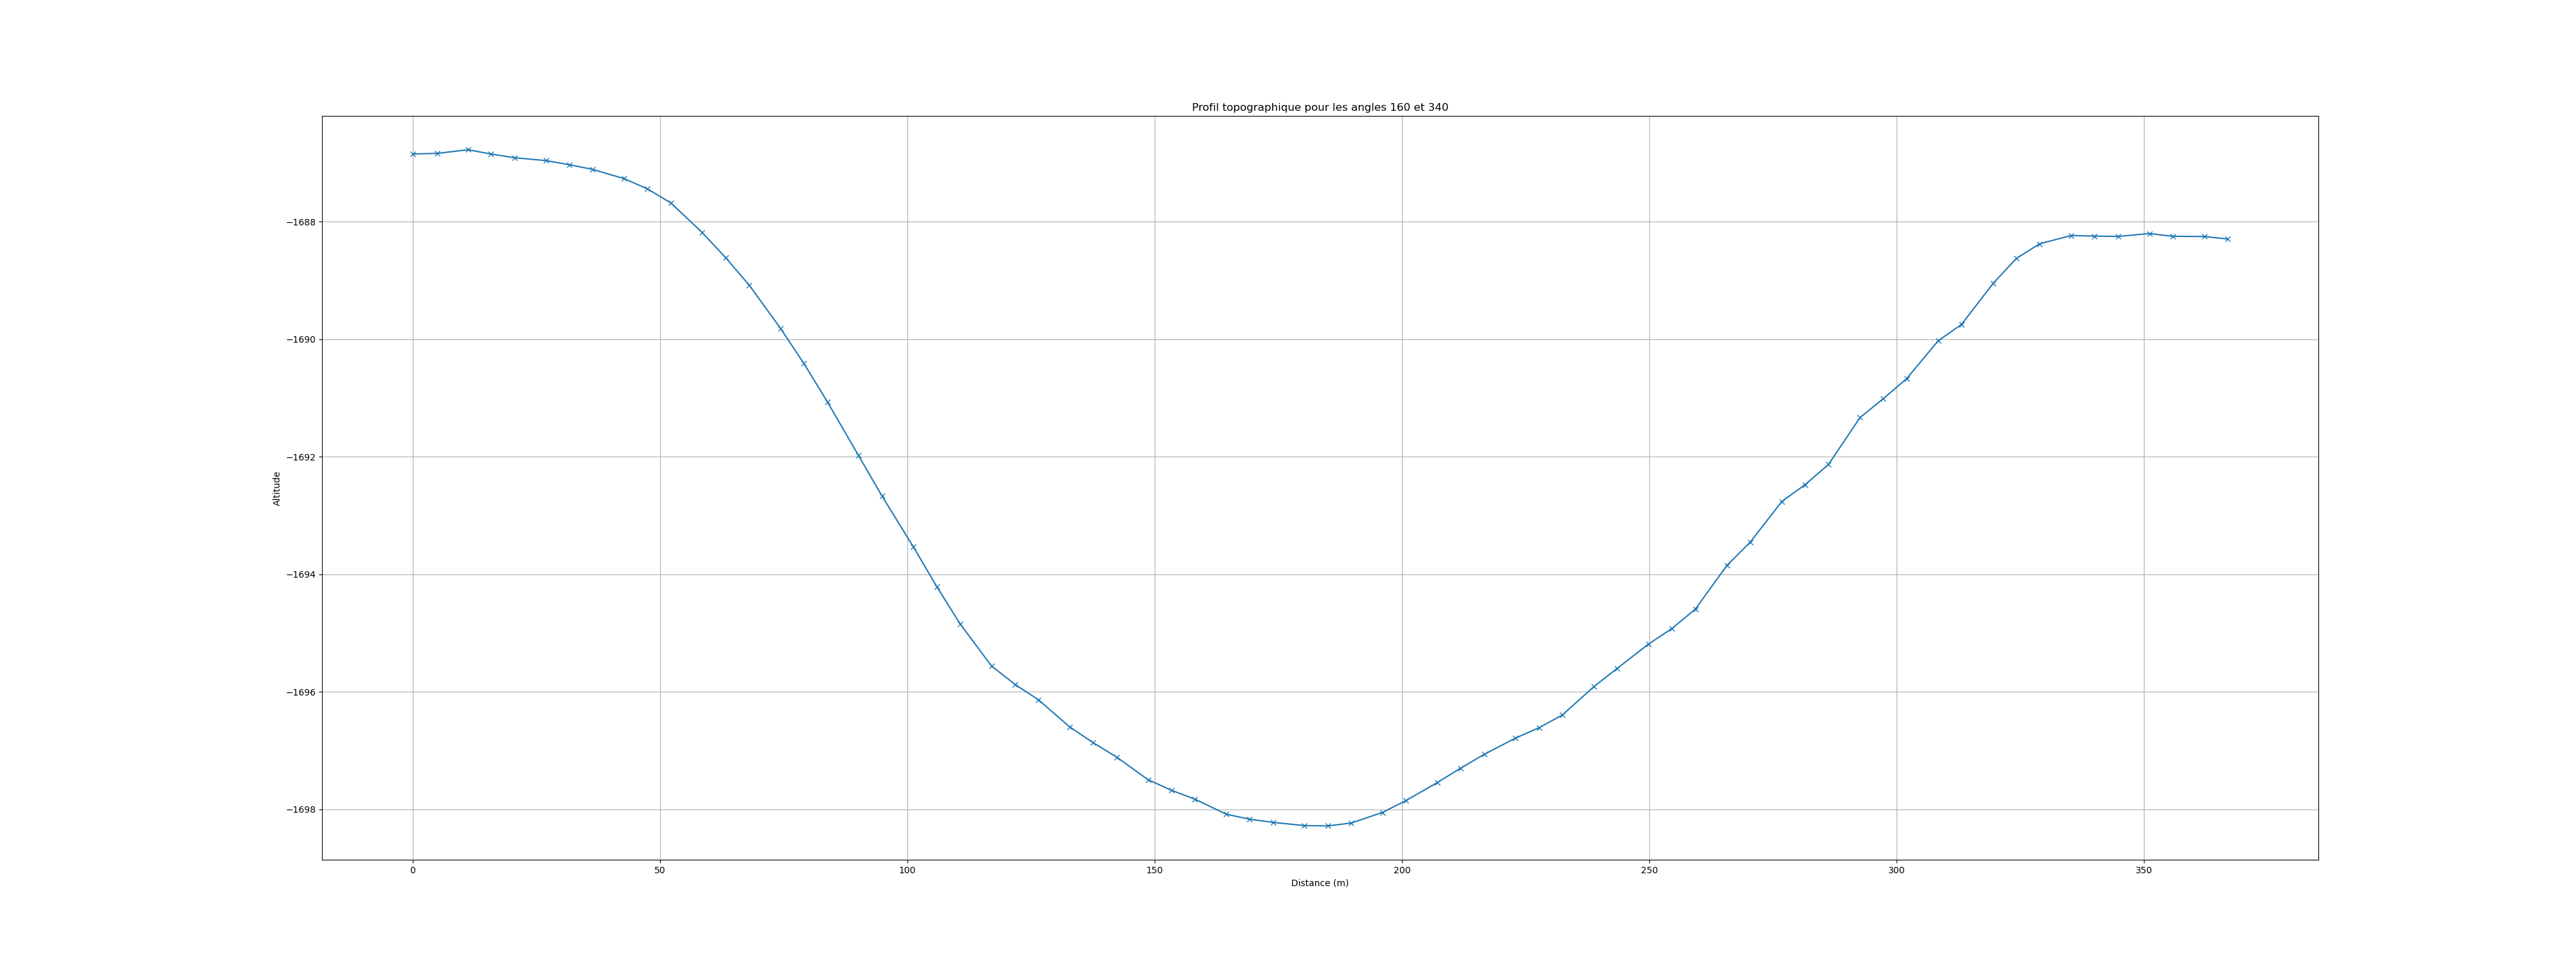 Profil topographique pour les angles 160 et 340
−1688
−1690
−1692
−1694
−1696
−1698
Altitude
0 50 100 150 200 250 300 350
Distance (m)